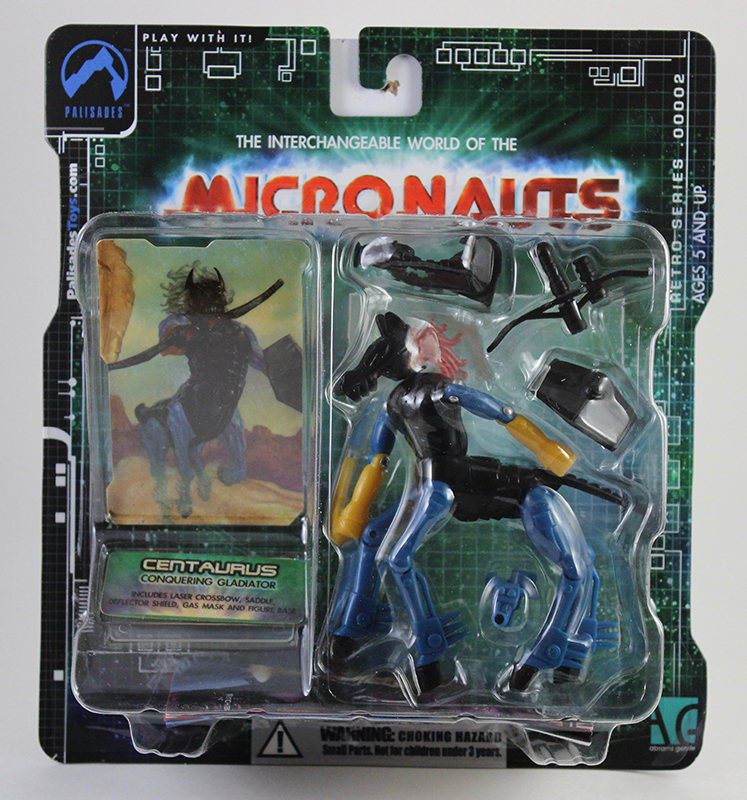 PLAY WITH IT!
PALISADES™
PalisadesToys.com
THE INTERCHANGEABLE WORLD OF THE
MICRONAUTS
RETRO-SERIES .00002
AGES 5 AND UP
CENTAURUS
CONQUERING GLADIATOR
INCLUDES LASER CROSSBOW, SADDLE,
DEFLECTOR SHIELD, GAS MASK AND FIGURE BASE
WARNING: CHOKING HAZARD
Small Parts. Not for children under 3 years.
abrams gentile